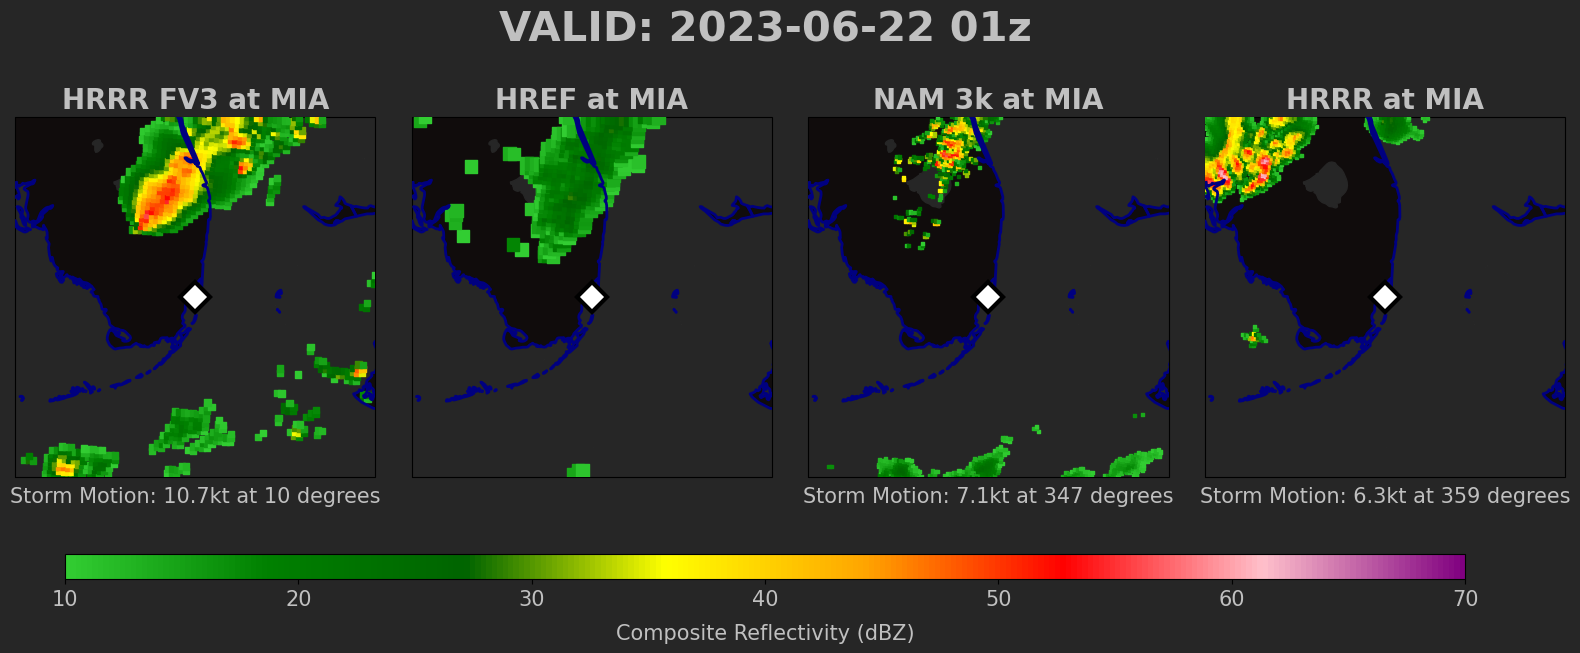 VALID: 2023-06-22 01z
HRRR FV3 at MIA
HREF at MIA
NAM 3k at MIA
HRRR at MIA
Storm Motion: 10.7kt at 10 degrees
Storm Motion: 7.1kt at 347 degrees
Storm Motion: 6.3kt at 359 degrees
10 20 30 40 50 60 70
Composite Reflectivity (dBZ)